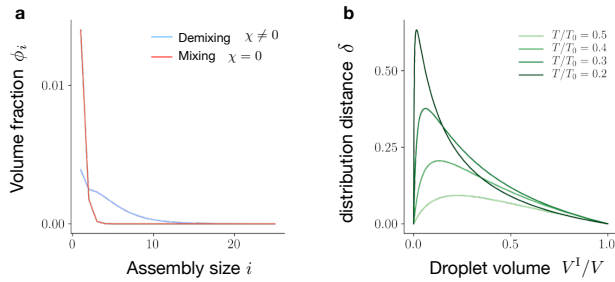 a
Demixing χ ≠ 0
Mixing χ = 0
Volume fraction ϕᵢ
0.01
0.00
0
10
20
Assembly size i
b
T/T₀ = 0.5
T/T₀ = 0.4
T/T₀ = 0.3
T/T₀ = 0.2
distribution distance δ
0.50
0.25
0.00
0.0
0.5
1.0
Droplet volume Vᴵ/V